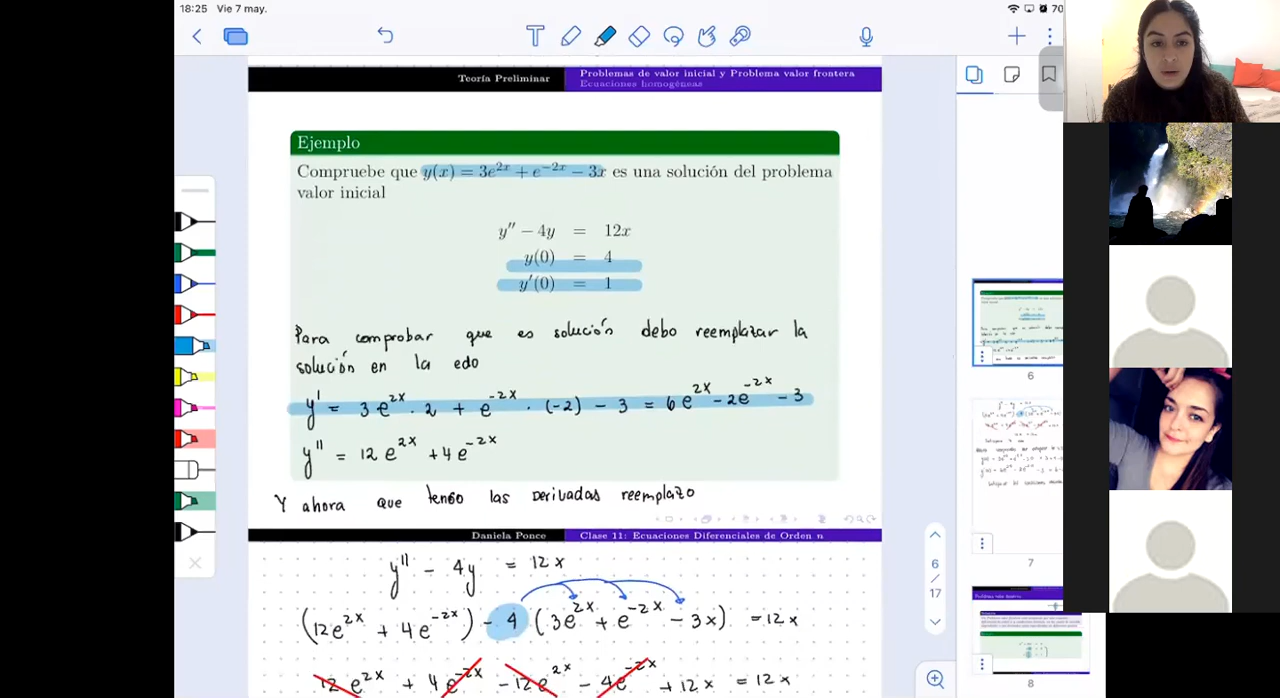 18:25 Vie 7 may.
70
Teoría Preliminar
Problemas de valor inicial y Problema valor frontera
Ecuaciones homogéneas
Ejemplo
Compruebe que y(x) = 3e^{2x} + e^{−2x} − 3x es una solución del problema
valor inicial
y'' − 4y = 12x
y(0) = 4
y'(0) = 1
Para comprobar que es solución debo reemplazar la
solución en la edo
y' = 3e^{2x} · 2 + e^{-2x} · (-2) - 3 = 6e^{2x} - 2e^{-2x} - 3
y'' = 12e^{2x} + 4e^{-2x}
Y ahora que tengo las derivadas reemplazo
Daniela Ponce
Clase 11: Ecuaciones Diferenciales de Orden n
y'' - 4y = 12x
(12e^{2x} + 4e^{-2x}) - 4 (3e^{2x} + e^{-2x} - 3x) = 12x
12e^{2x} + 4e^{-2x} - 12e^{2x} - 4e^{-2x} + 12x = 12x
6
7
8
6
/
17